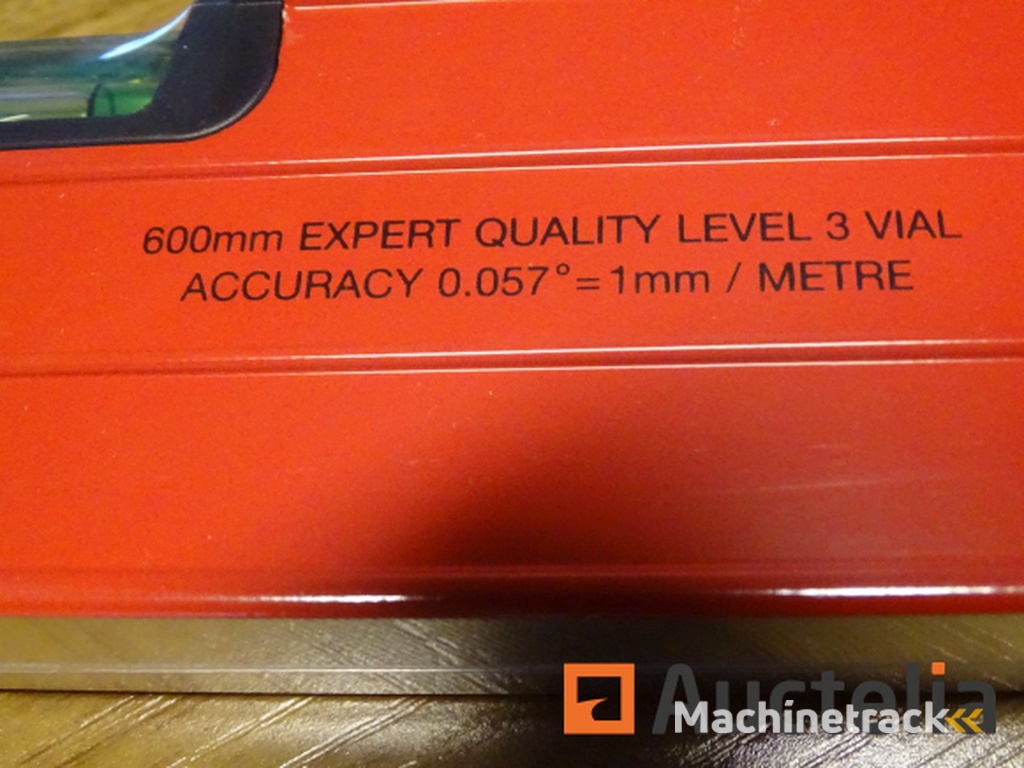 600mm EXPERT QUALITY LEVEL 3 VIAL
ACCURACY 0.057°=1mm / METRE
Auctelia
Machinetrack